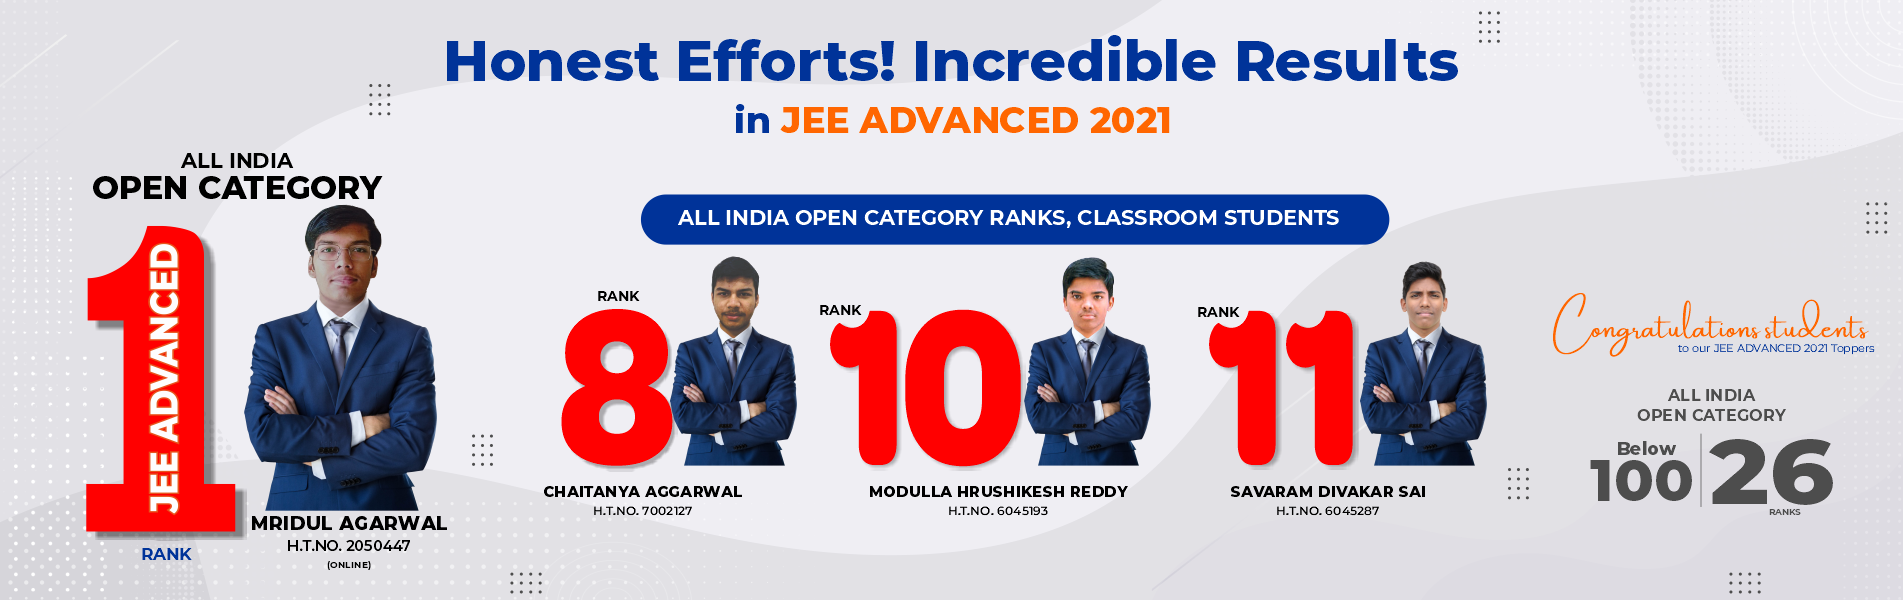 Honest Efforts! Incredible Results
in JEE ADVANCED 2021
ALL INDIA
OPEN CATEGORY
JEE ADVANCED
1
RANK
MRIDUL AGARWAL
H.T.NO. 2050447
(ONLINE)
ALL INDIA OPEN CATEGORY RANKS, CLASSROOM STUDENTS
RANK
8
CHAITANYA AGGARWAL
H.T.NO. 7002127
RANK
10
MODULLA HRUSHIKESH REDDY
H.T.NO. 6045193
RANK
11
SAVARAM DIVAKAR SAI
H.T.NO. 6045287
Congratulations students
to our JEE ADVANCED 2021 Toppers
ALL INDIA
OPEN CATEGORY
Below
100
26
RANKS